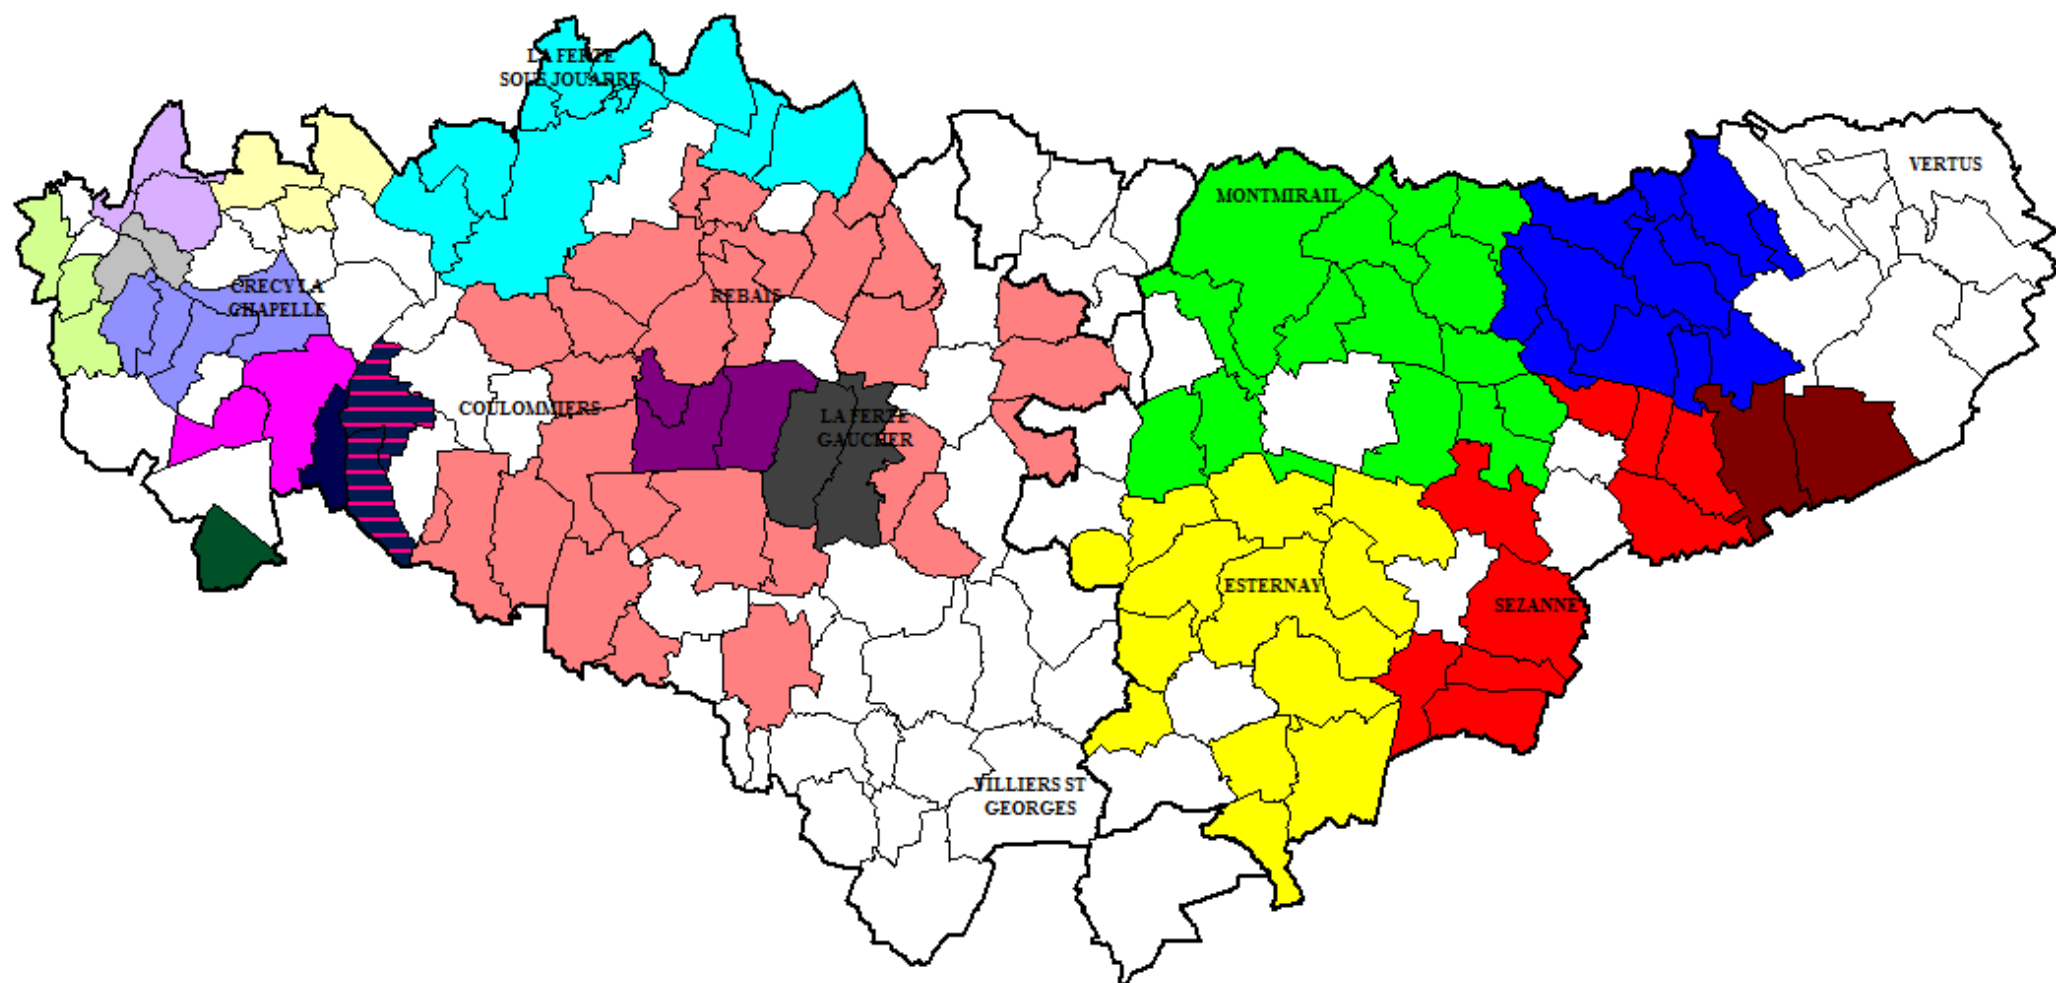 LA FERTE
SOUS JOUARRE
VERTUS
MONTMIRAIL
CRECY LA
CHAPELLE
REBAIS
COULOMMIERS
LA FERTE
GAUCHER
ESTERNAY
SEZANNE
VILLIERS ST
GEORGES